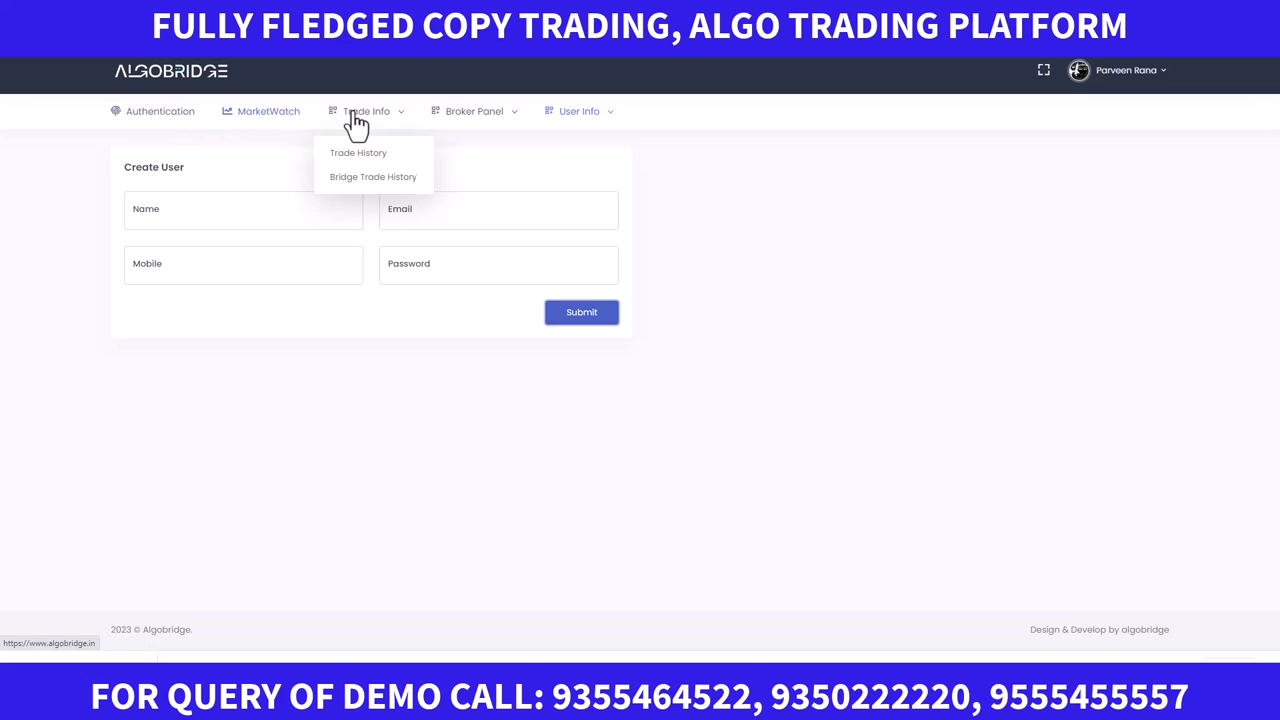 FULLY FLEDGED COPY TRADING, ALGO TRADING PLATFORM
ALGOBRIDGE
Parveen Rana
Authentication MarketWatch Trade Info Broker Panel User Info
Trade History
Bridge Trade History
Create User
Name Email
Mobile Password
Submit
2023 © Algobridge. Design & Develop by algobridge
https://www.algobridge.in
FOR QUERY OF DEMO CALL: 9355464522, 9350222220, 9555455557